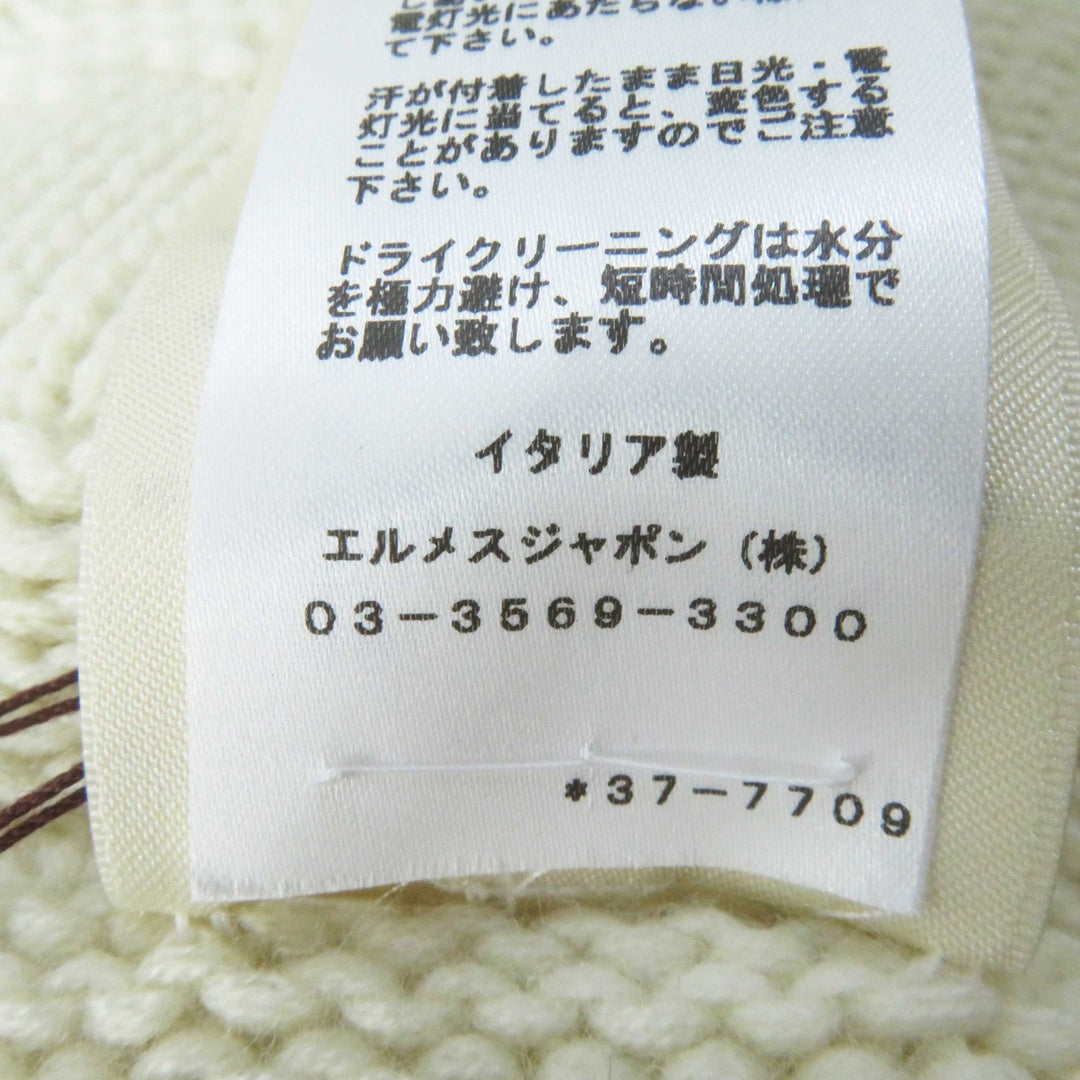 電灯光にあたらない
て下さい。
汗が付着したまま日光・電
灯光に当てると、変色する
ことがありますのでご注意
下さい。
ドライクリーニングは水分
を極力避け、短時間処理で
お願い致します。
イタリア製
エルメスジャポン（株）
03-3569-3300
*37-7709